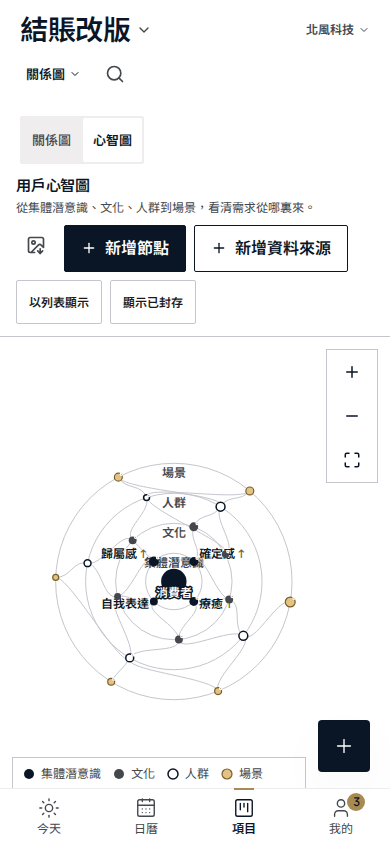 結帳改版
北風科技
關係圖
關係圖 心智圖
用戶心智圖
從集體潛意識、文化、人群到場景，看清需求從哪裏來。
+ 新增節點
+ 新增資料來源
以列表顯示
顯示已封存
場景
人群
文化
歸屬感↑
確定感↑
集體潛意識
消費者
自我表達
療癒↑
集體潛意識 文化 人群 場景
今天
日曆
項目
3
我的